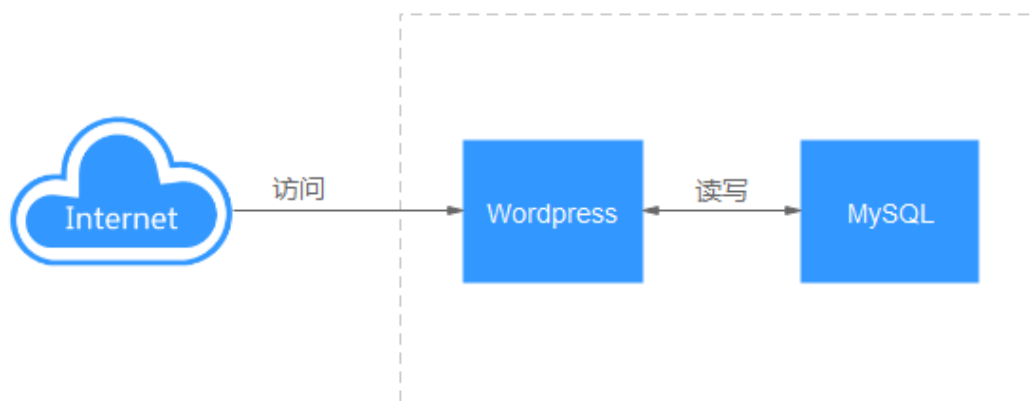 Internet
访问
Wordpress
读写
MySQL